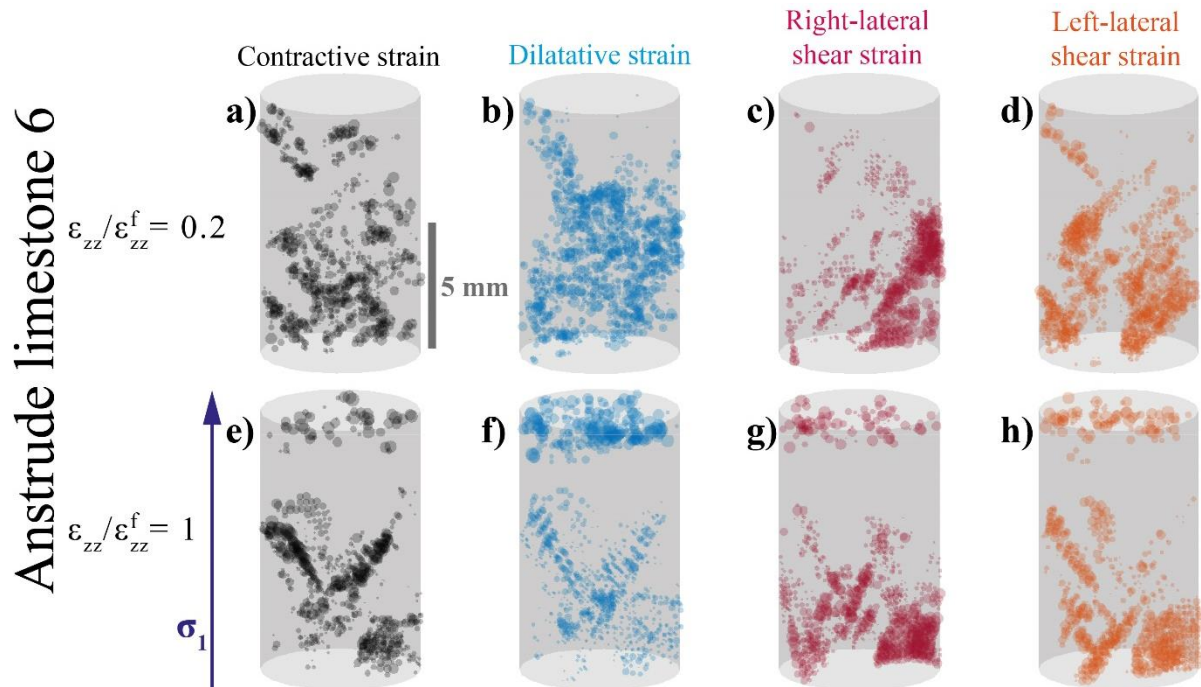 Anstrude limestone 6
Contractive strain
Dilatative strain
Right-lateral
shear strain
Left-lateral
shear strain
a)
b)
c)
d)
εzz/εᶠzz = 0.2
5 mm
e)
f)
g)
h)
εzz/εᶠzz = 1
σ1